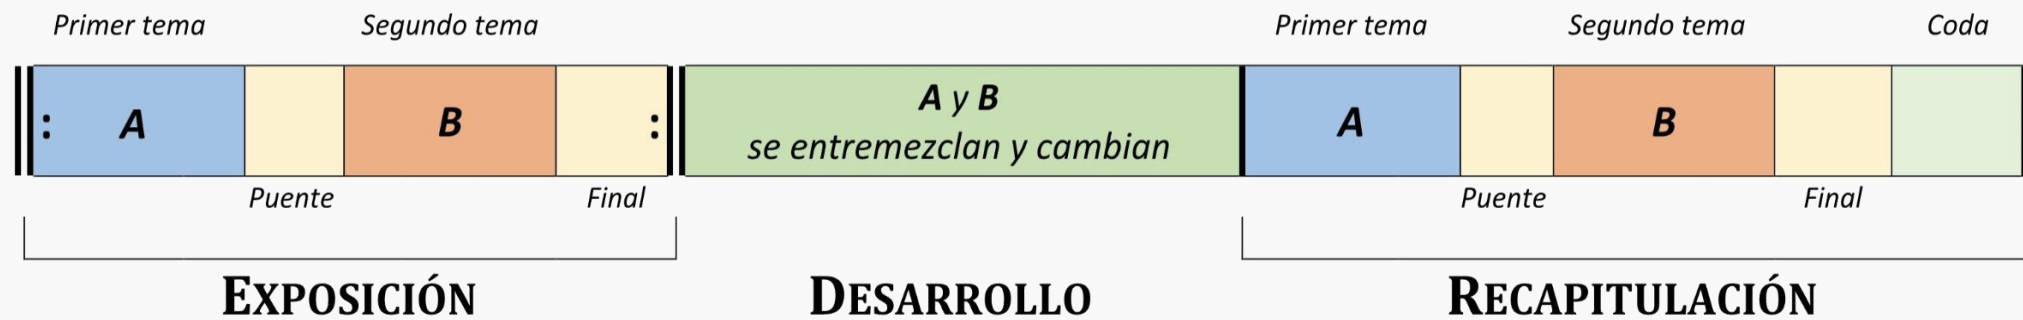 Primer tema
Segundo tema
Primer tema
Segundo tema
Coda
: A
B :
A y B
se entremezclan y cambian
A
B
Puente
Final
Puente
Final
EXPOSICIÓN
DESARROLLO
RECAPITULACIÓN